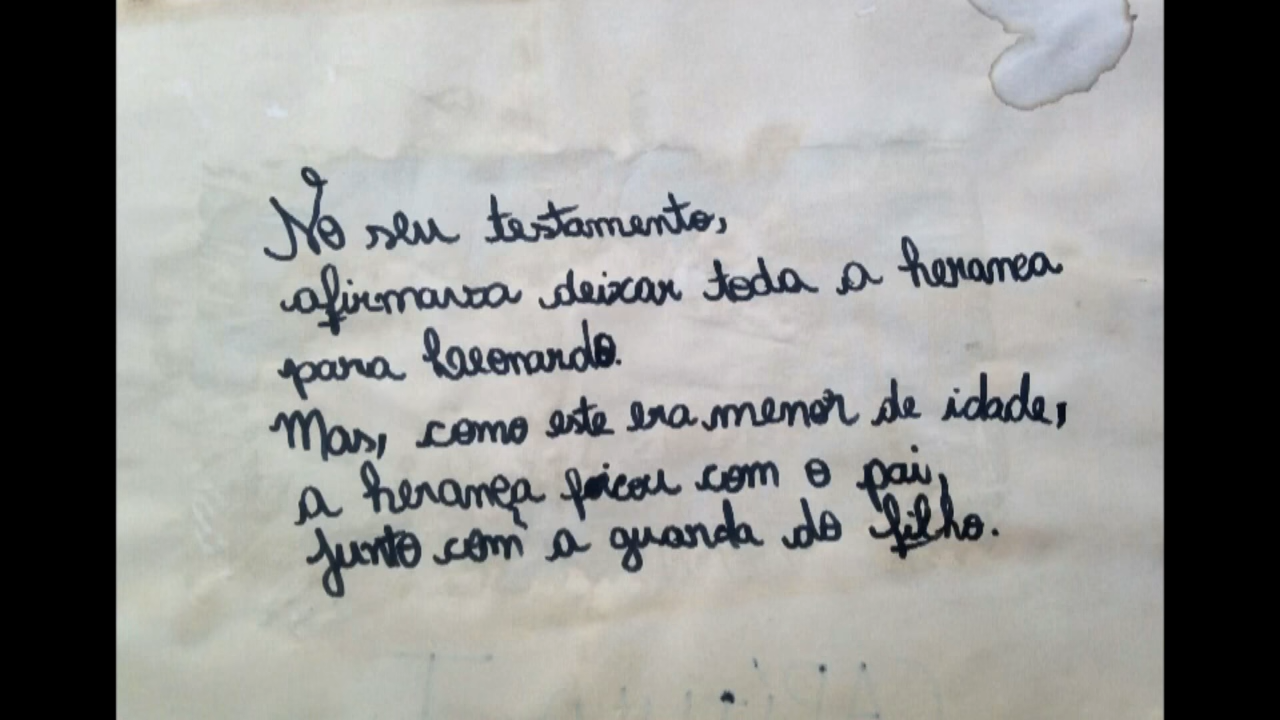 No seu testamento,
afirmava deixar toda a heranca
para Leonardo.
Mas, como este era menor de idade,
a herança ficou com o pai,
junto com a guarda do filho.